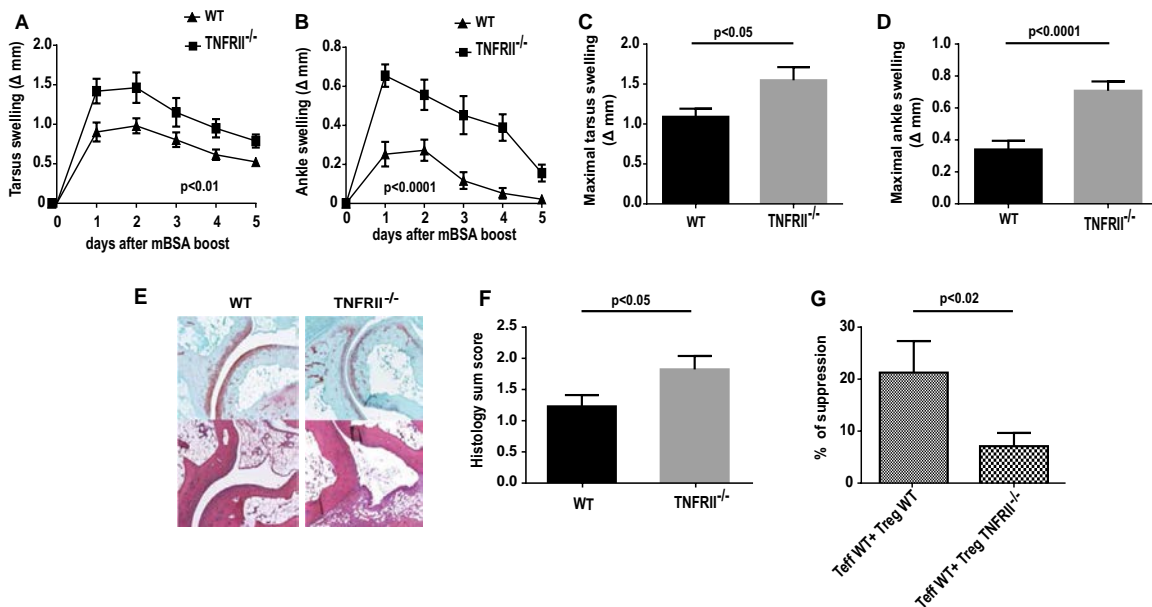 A
WT
TNFRII-/-
Tarsus swelling (Δ mm)
2.0
1.5
1.0
0.5
0
p<0.01
0 1 2 3 4 5
days after mBSA boost
B
WT
TNFRII-/-
Ankle swelling (Δ mm)
0.6
0.4
0.2
0
p<0.0001
0 1 2 3 4 5
days after mBSA boost
C
p<0.05
Maximal tarsus swelling
(Δ mm)
2.0
1.5
1.0
0.5
0.0
WT TNFRII-/-
D
p<0.0001
Maximal ankle swelling
(Δ mm)
1.0
0.8
0.6
0.4
0.2
0.0
WT TNFRII-/-
E
WT TNFRII-/-
F
p<0.05
Histology sum score
2.5
2.0
1.5
1.0
0.5
0.0
WT TNFRII-/-
G
p<0.02
% of suppression
30
20
10
0
Teff WT+ Treg WT
Teff WT+ Treg TNFRII-/-